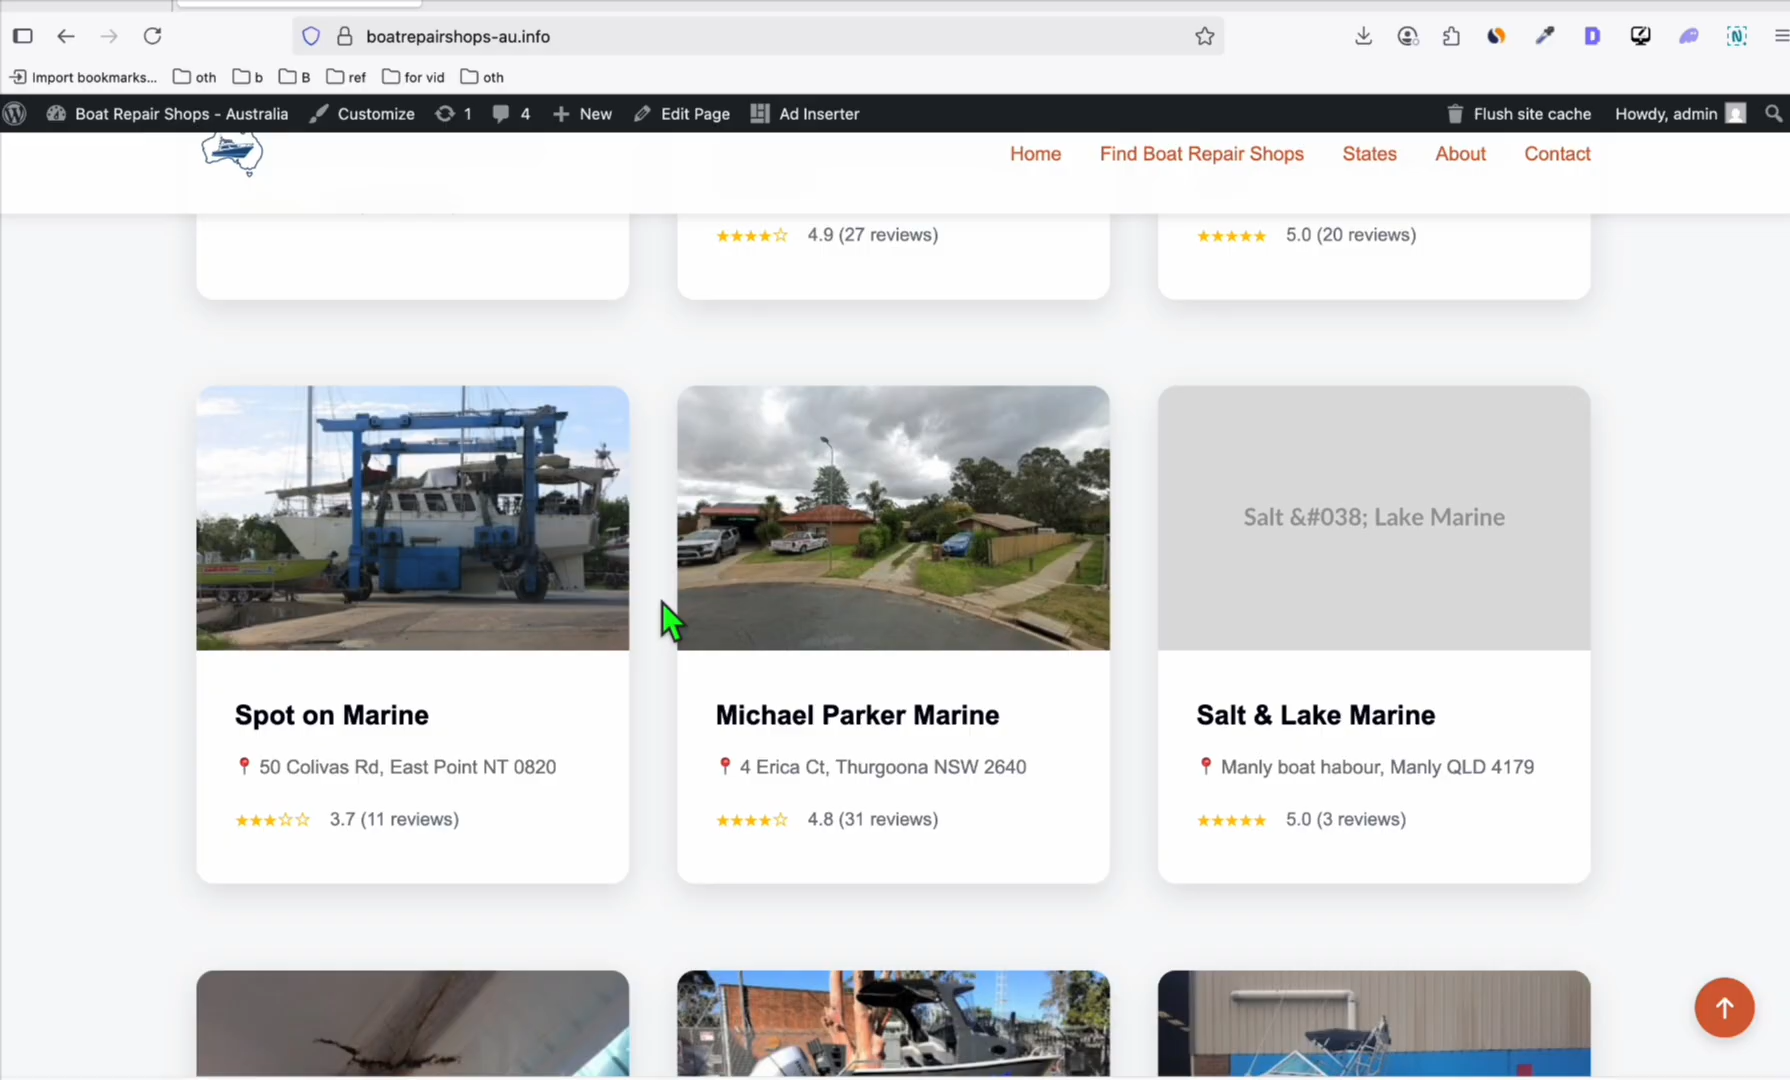 boatrepairshops-au.info
Import bookmarks... oth b B ref for vid oth
Boat Repair Shops - Australia Customize 1 4 New Edit Page Ad Inserter Flush site cache Howdy, admin
Home Find Boat Repair Shops States About Contact
★★★★☆ 4.9 (27 reviews) ★★★★★ 5.0 (20 reviews)
Salt &#038; Lake Marine
Spot on Marine
50 Colivas Rd, East Point NT 0820
★★★☆☆ 3.7 (11 reviews)
Michael Parker Marine
4 Erica Ct, Thurgoona NSW 2640
★★★★☆ 4.8 (31 reviews)
Salt & Lake Marine
Manly boat habour, Manly QLD 4179
★★★★★ 5.0 (3 reviews)